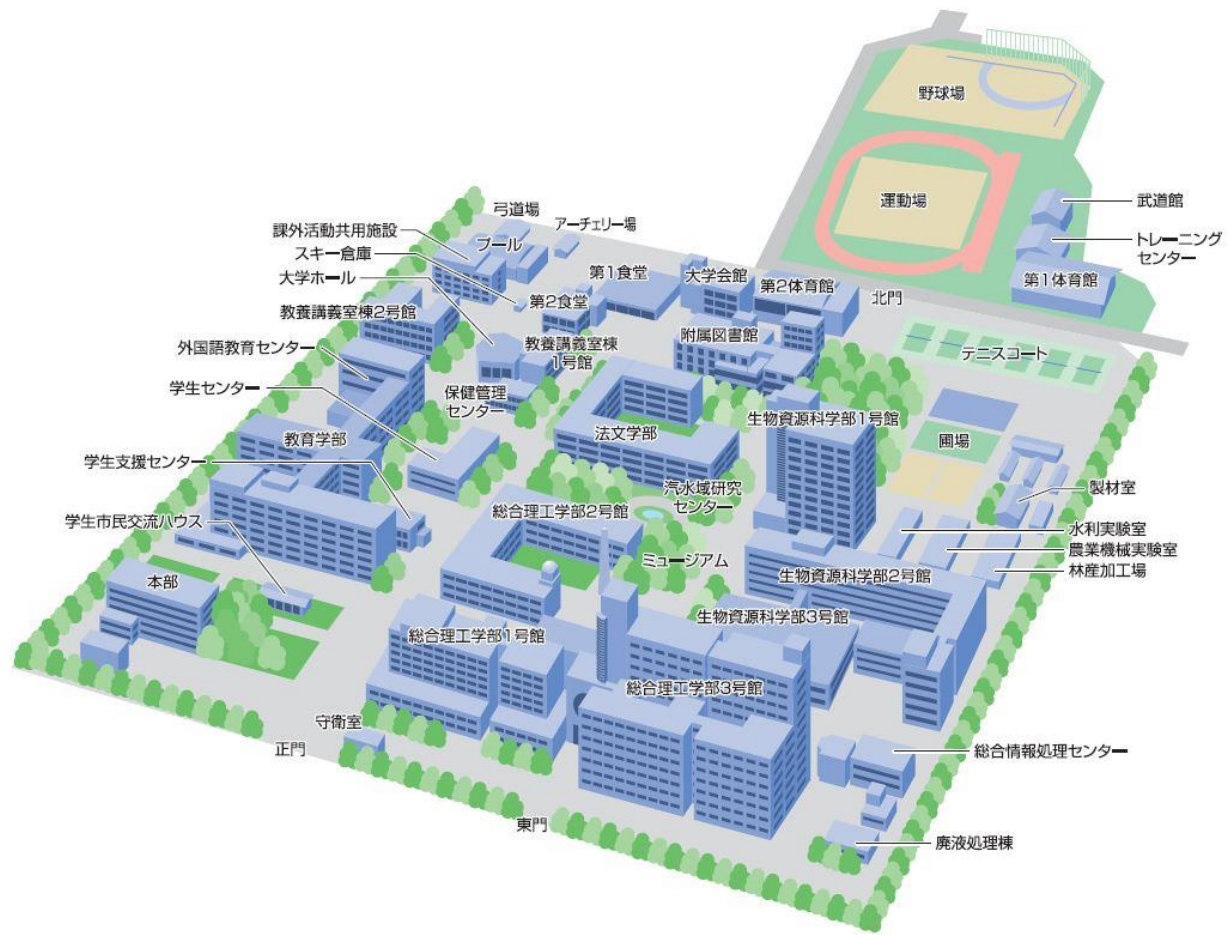 野球場
運動場
武道館
トレーニング
センター
第1体育館
弓道場
アーチェリー場
課外活動共用施設
プール
スキー倉庫
大学ホール
第1食堂
大学会館
第2体育館
北門
第2食堂
教養講義室棟2号館
附属図書館
教養講義室棟
1号館
外国語教育センター
テニスコート
学生センター
保健管理
センター
生物資源科学部1号館
法文学部
圃場
教育学部
学生支援センター
汽水域研究
センター
製材室
総合理工学部2号館
学生市民交流ハウス
水利実験室
農業機械実験室
ミュージアム
林産加工場
生物資源科学部2号館
本部
生物資源科学部3号館
総合理工学部1号館
総合理工学部3号館
守衛室
正門
総合情報処理センター
東門
廃液処理棟